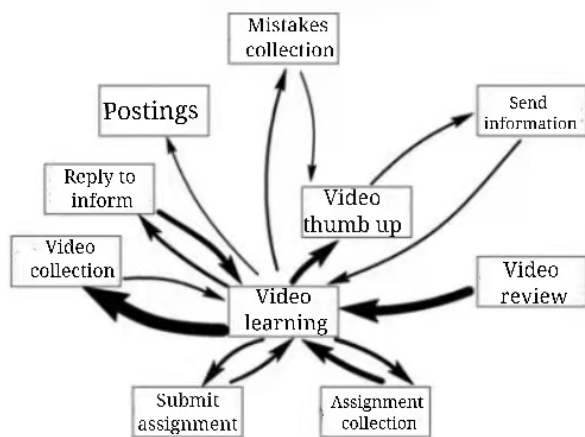 Mistakes
collection
Postings
Send
information
Reply to
inform
Video
thumb up
Video
collection
Video
review
Video
learning
Submit
assignment
Assignment
collection